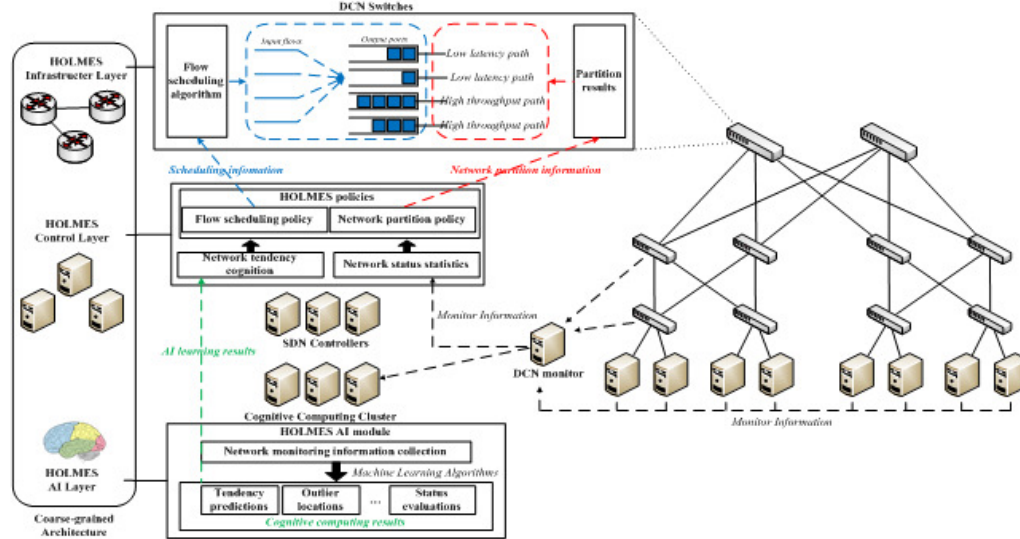 DCN Switches
HOLMES
Infrastructer Layer
Flow
scheduling
algorithm
Input flows
Output ports
Low latency path
Low latency path
High throughput path
High throughput path
Partition
results
Scheduling infomation
Network partition information
HOLMES policies
Flow scheduling policy
Network partition policy
HOLMES
Control Layer
Network tendency
cognition
Network status statistics
Monitor Information
SDN Controllers
AI learning results
DCN monitor
Cognitive Computing Cluster
Monitor Information
HOLMES AI module
Network monitoring information collection
Machine Learning Algorithms
HOLMES
AI Layer
Tendency
predictions
Outlier
locations
...
Status
evaluations
Cognitive computing results
Coarse-grained
Architecture